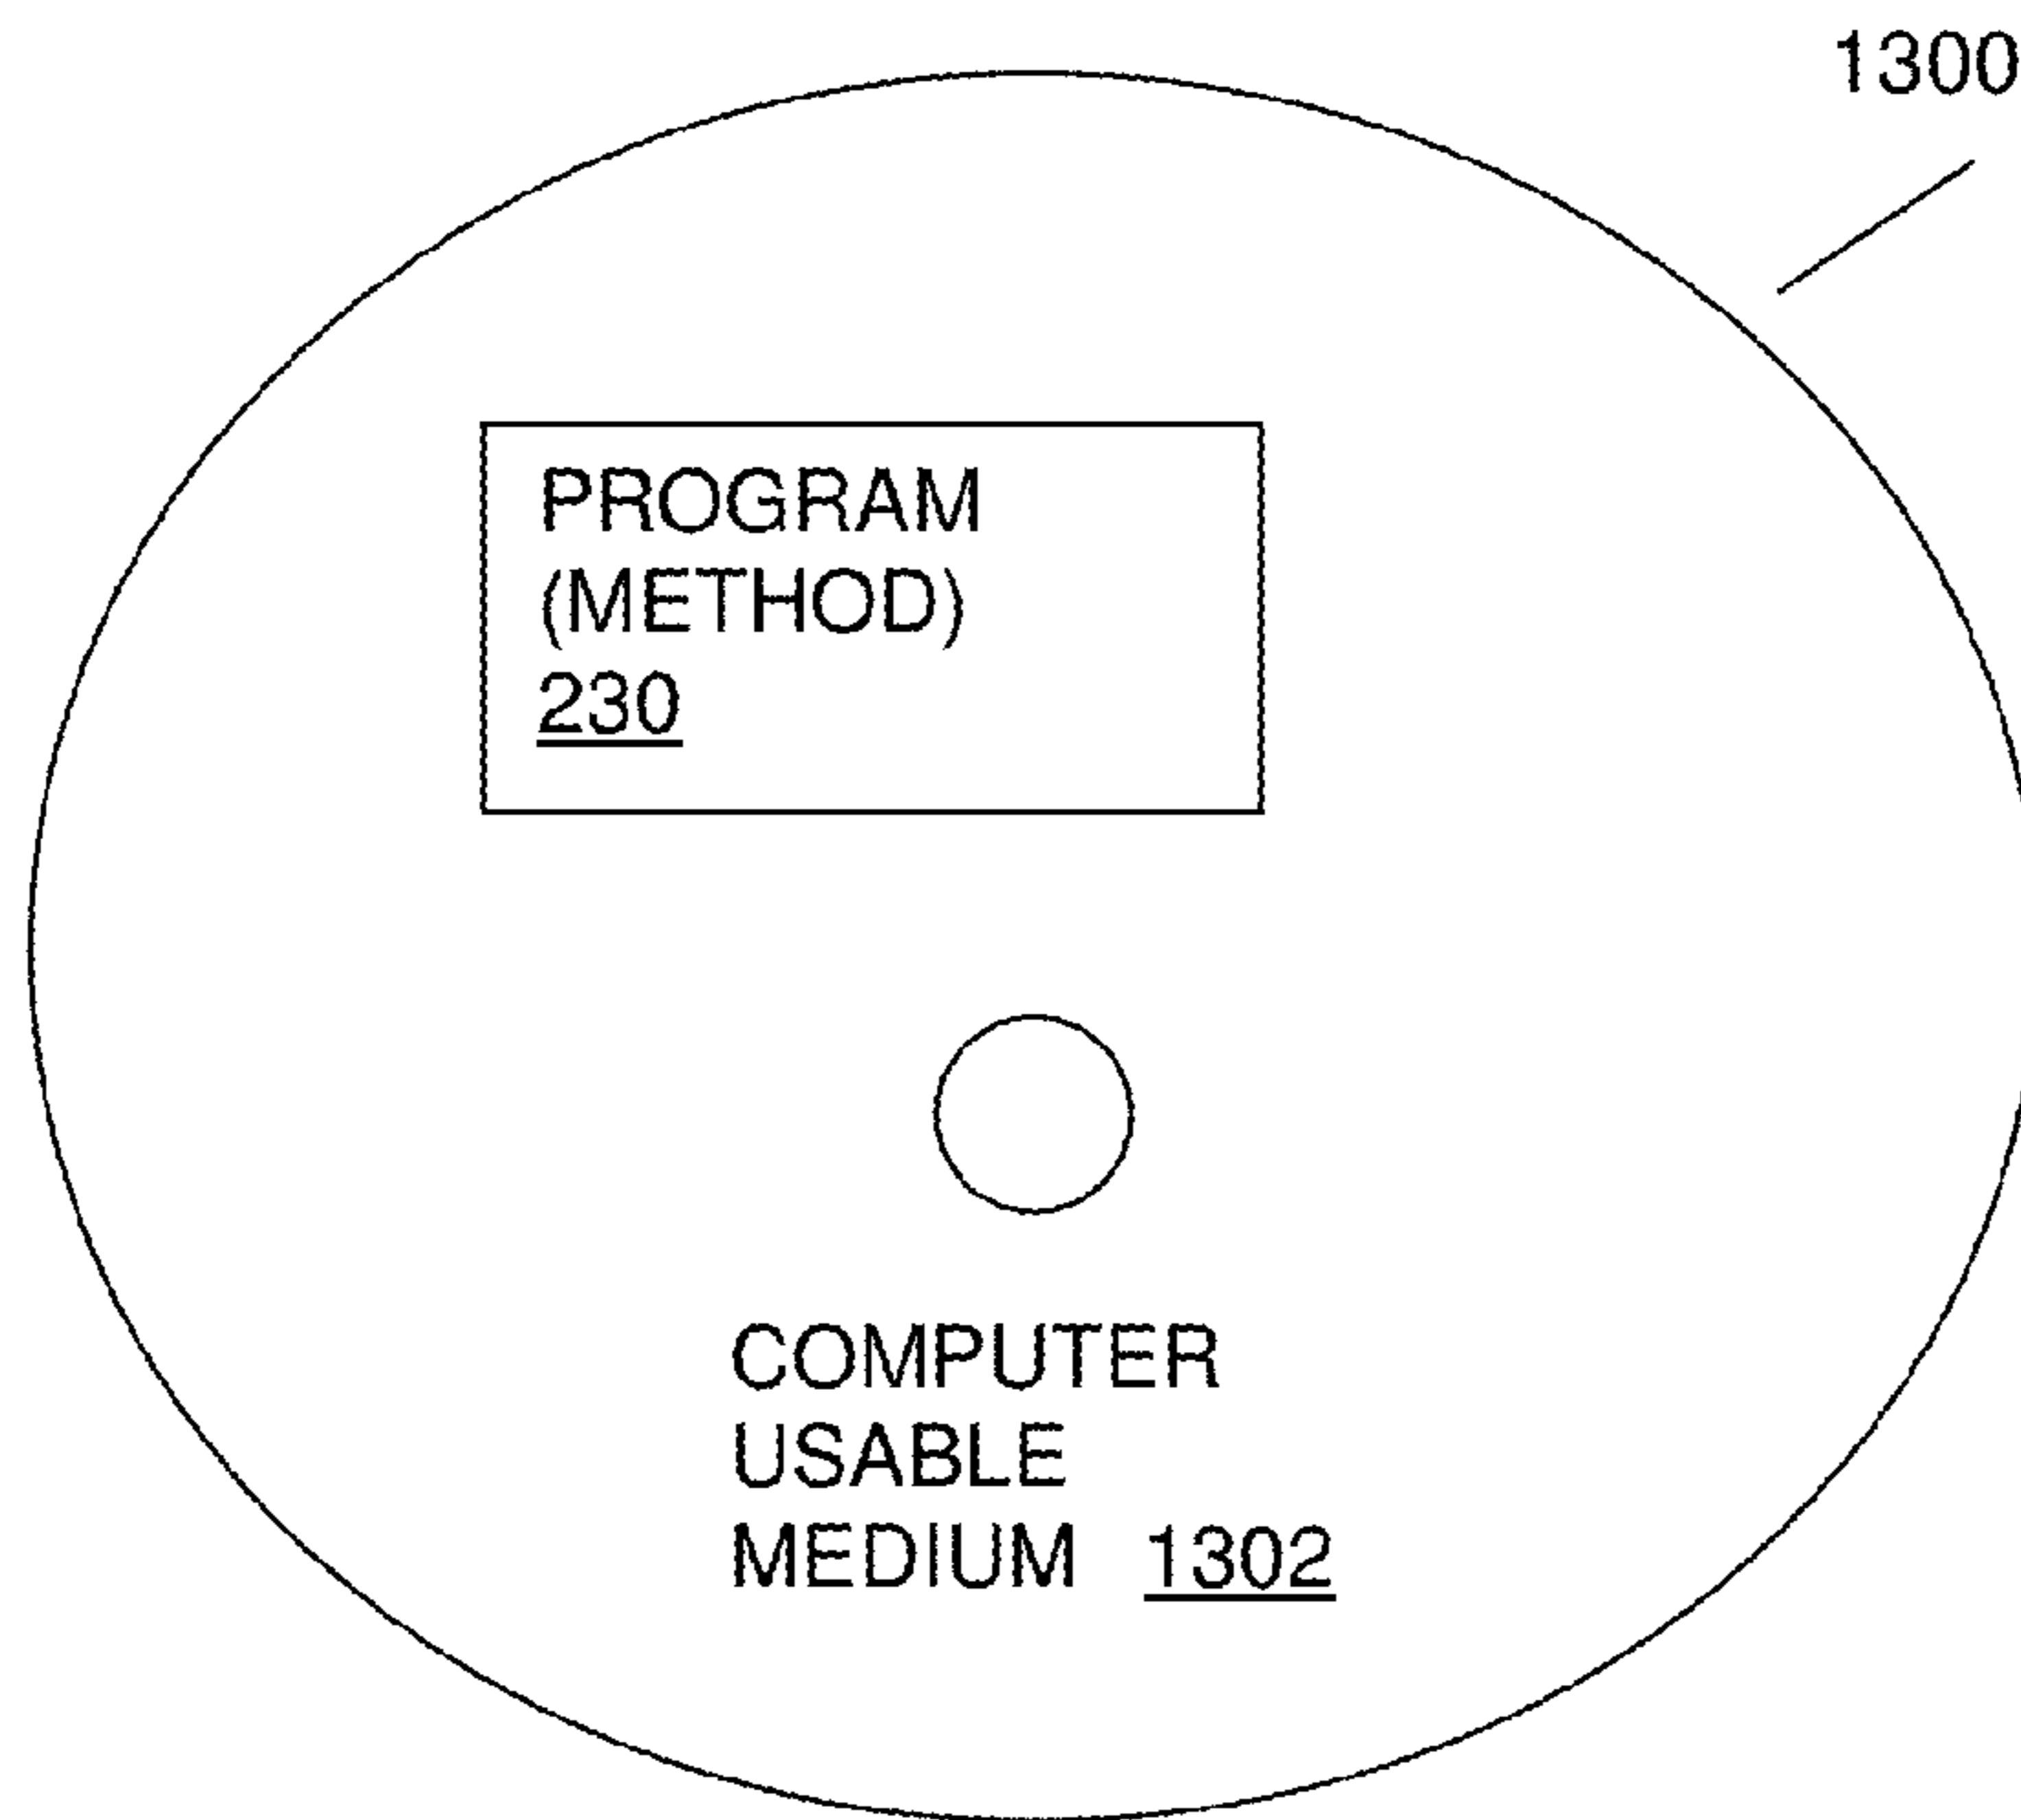 1300
PROGRAM
(METHOD)
230
COMPUTER
USABLE
MEDIUM 1302